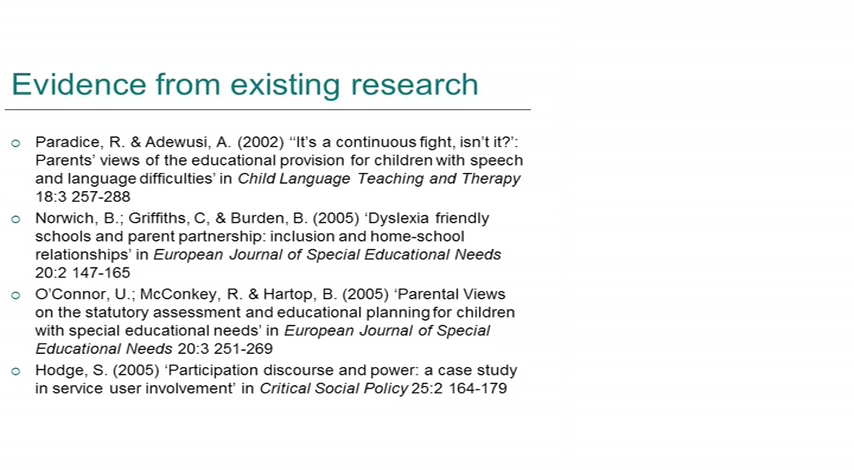 Evidence from existing research
Paradice, R. & Adewusi, A. (2002) “It’s a continuous fight, isn’t it?’:
Parents’ views of the educational provision for children with speech
and language difficulties’ in Child Language Teaching and Therapy
18:3 257-288
Norwich, B.; Griffiths, C, & Burden, B. (2005) ‘Dyslexia friendly
schools and parent partnership: inclusion and home-school
relationships’ in European Journal of Special Educational Needs
20:2 147-165
O’Connor, U.; McConkey, R. & Hartop, B. (2005) ‘Parental Views
on the statutory assessment and educational planning for children
with special educational needs’ in European Journal of Special
Educational Needs 20:3 251-269
Hodge, S. (2005) ‘Participation discourse and power: a case study
in service user involvement’ in Critical Social Policy 25:2 164-179